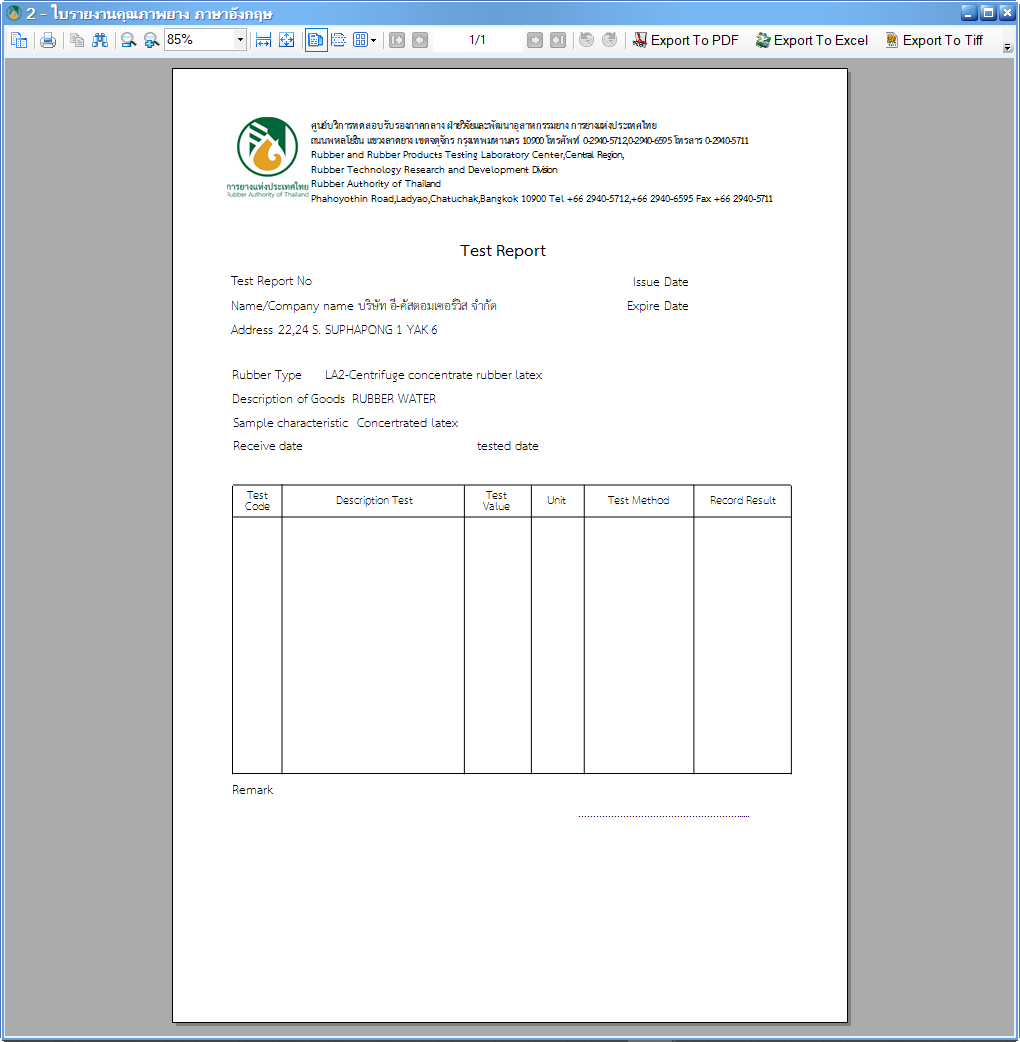 2 - ใบรายงานคุณภาพยาง ภาษาอังกฤษ
85% 1/1 Export To PDF Export To Excel Export To Tiff
ศูนย์บริการทดสอบรับรองภาคกลาง ฝ่ายวิจัยและพัฒนาอุตสาหกรรมยาง การยางแห่งประเทศไทย
ถนนพหลโยธิน แขวงลาดยาว เขตจตุจักร กรุงเทพมหานคร 10900 โทรศัพท์ 0-2940-5712,0-2940-6595 โทรสาร 0-2940-5711
Rubber and Rubber Products Testing Laboratory Center,Central Region,
Rubber Technology Research and Development Division
Rubber Authority of Thailand
Phahoyothin Road,Ladyao,Chatuchak,Bangkok 10900 Tel +66 2940-5712,+66 2940-6595 Fax +66 2940-5711
การยางแห่งประเทศไทย
Rubber Authority of Thailand
Test Report
Test Report No Issue Date
Name/Company name บริษัท อี-คัสตอมเซอร์วิส จำกัด Expire Date
Address 22,24 S. SUPHAPONG 1 YAK 6
Rubber Type LA2-Centrifuge concentrate rubber latex
Description of Goods RUBBER WATER
Sample characteristic Concertrated latex
Receive date tested date
Test Code Description Test Test Value Unit Test Method Record Result
Remark